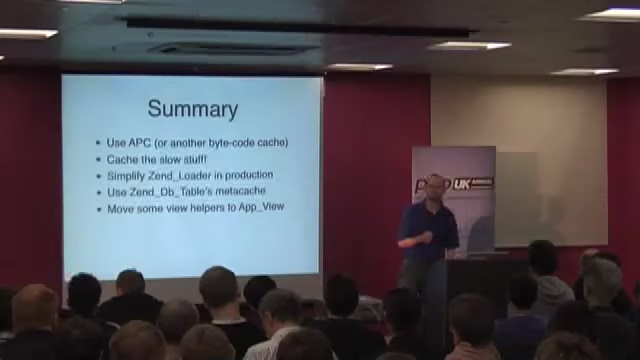 Summary
• Use APC (or another byte-code cache)
• Cache the slow stuff!
• Simplify Zend_Loader in production
• Use Zend_Db_Table's metacache
• Move some view helpers to App_View
UK